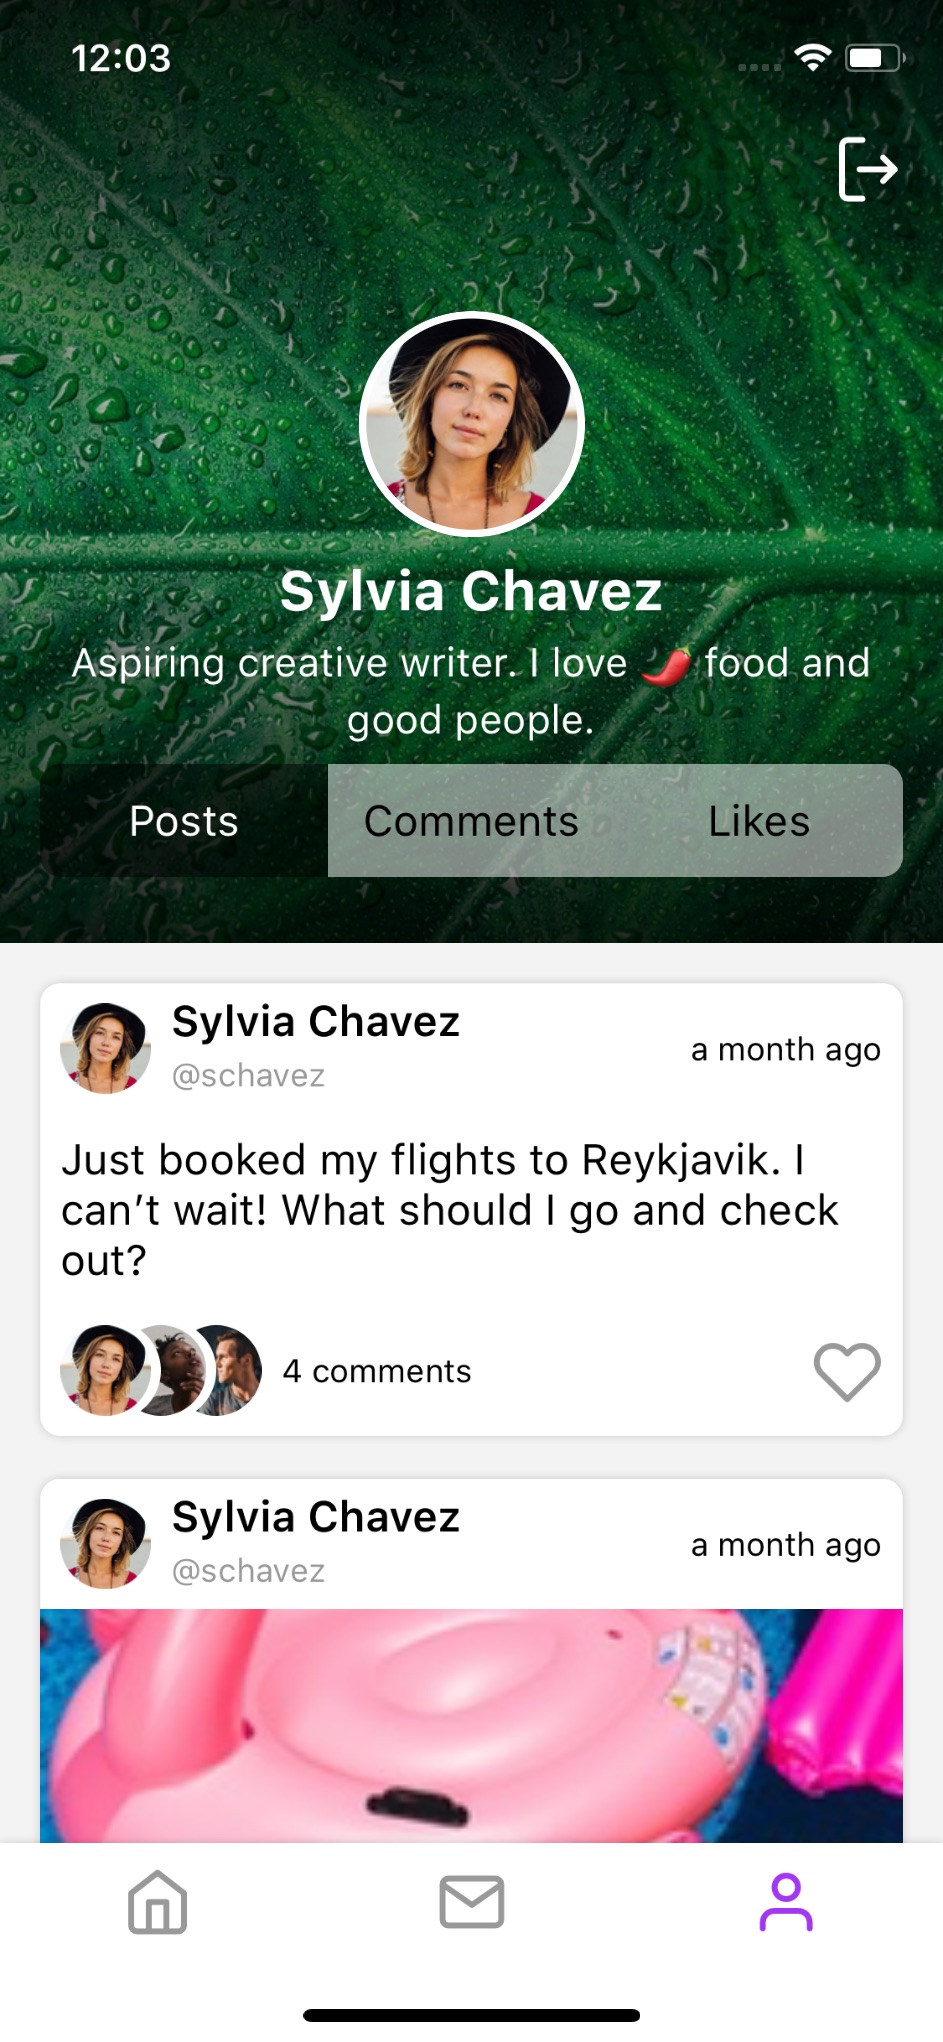 12:03
Sylvia Chavez
Aspiring creative writer. I love 🌶️ food and
good people.
Posts Comments Likes
Sylvia Chavez
@schavez
a month ago
Just booked my flights to Reykjavik. I
can’t wait! What should I go and check
out?
4 comments
Sylvia Chavez
@schavez
a month ago